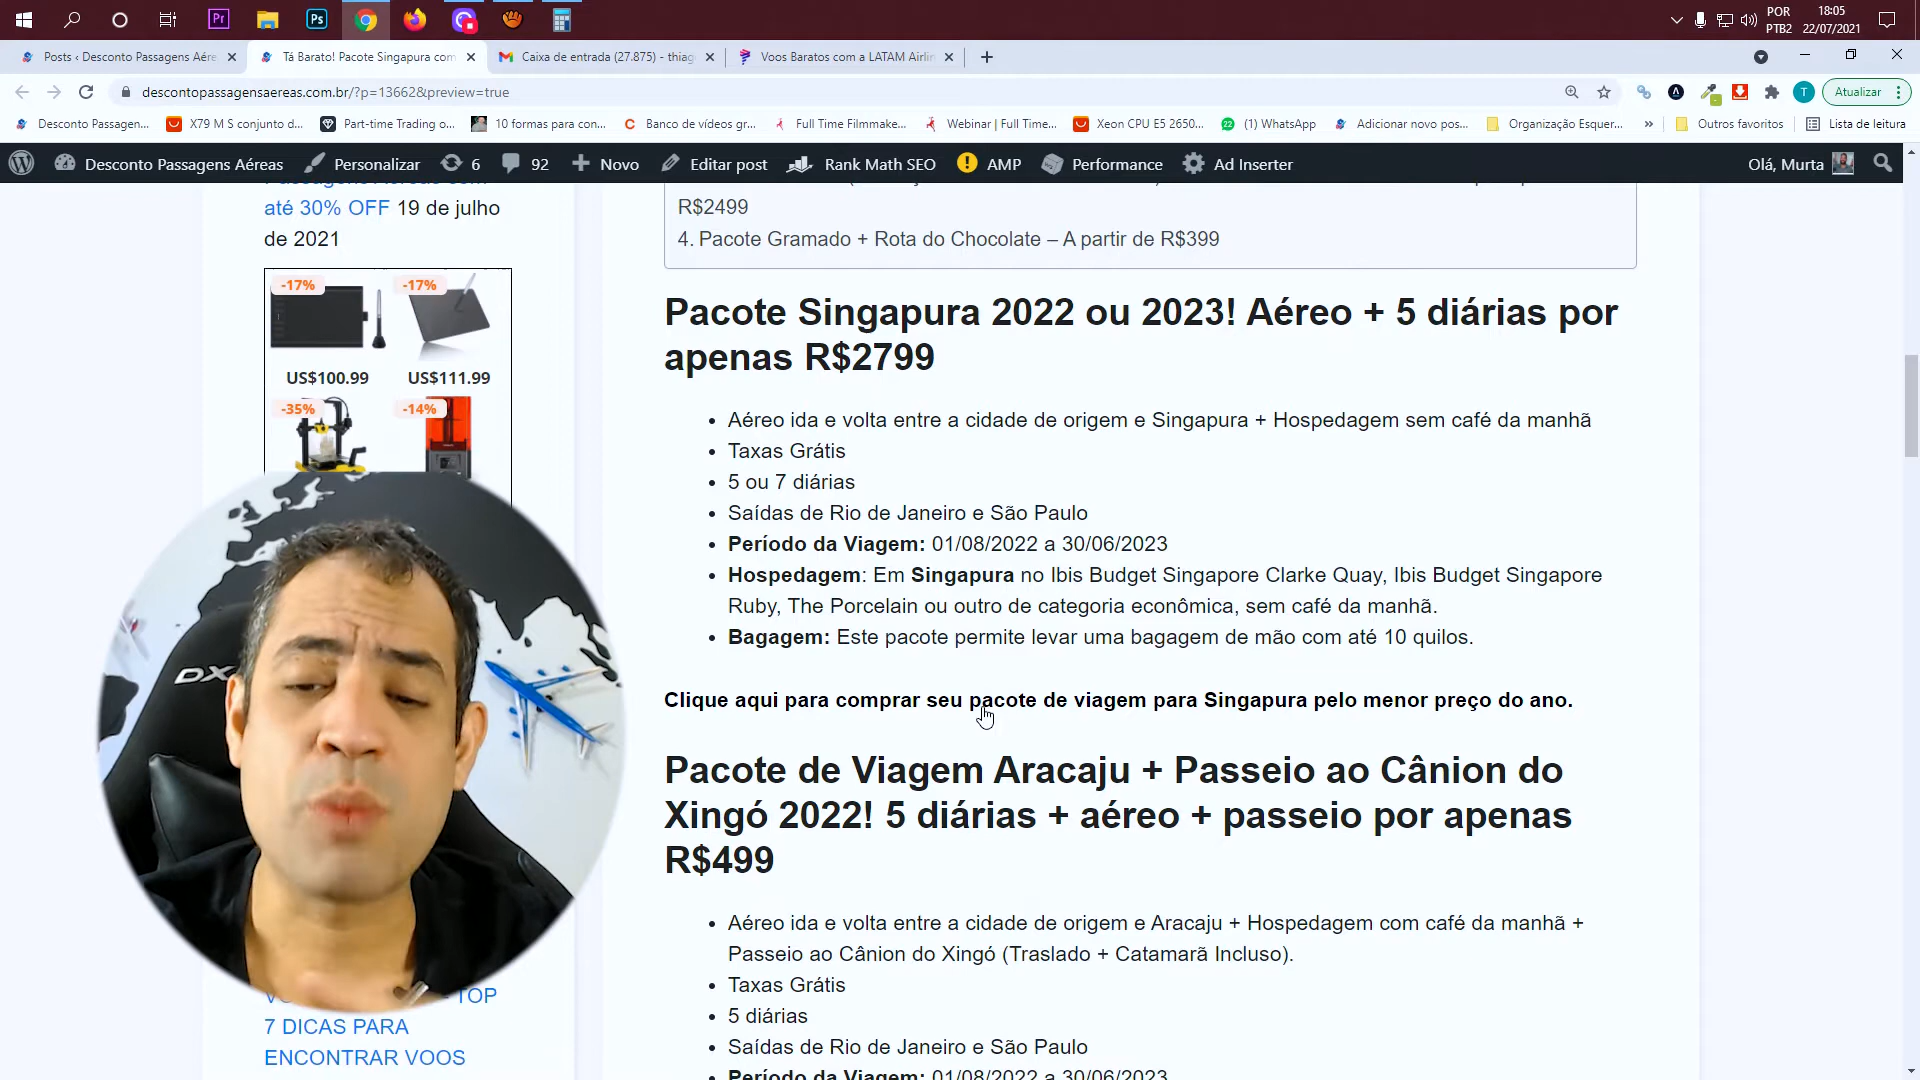 18:05
POR
PTB2
22/07/2021
Posts ‹ Desconto Passagens Aére
Tá Barato! Pacote Singapura com
Caixa de entrada (27.875) - thiag
Voos Baratos com a LATAM Airlin
descontopassagensaereas.com.br/?p=13662&preview=true
T
Atualizar
Desconto Passagen...
X79 M S conjunto d...
Part-time Trading o...
10 formas para con...
Banco de vídeos gr...
Full Time Filmmake...
Webinar | Full Time...
Xeon CPU E5 2650...
(1) WhatsApp
Adicionar novo pos...
Organização Esquer...
»
Outros favoritos
Lista de leitura
Desconto Passagens Aéreas
Personalizar
6
92
Novo
Editar post
Rank Math SEO
AMP
Performance
Ad Inserter
Olá, Murta
até 30% OFF 19 de julho
de 2021
-17%
-17%
US$100.99
US$111.99
-35%
-14%
DX
TOP
7 DICAS PARA
ENCONTRAR VOOS
R$2499
4. Pacote Gramado + Rota do Chocolate – A partir de R$399
Pacote Singapura 2022 ou 2023! Aéreo + 5 diárias por
apenas R$2799
• Aéreo ida e volta entre a cidade de origem e Singapura + Hospedagem sem café da manhã
• Taxas Grátis
• 5 ou 7 diárias
• Saídas de Rio de Janeiro e São Paulo
• Período da Viagem: 01/08/2022 a 30/06/2023
• Hospedagem: Em Singapura no Ibis Budget Singapore Clarke Quay, Ibis Budget Singapore
Ruby, The Porcelain ou outro de categoria econômica, sem café da manhã.
• Bagagem: Este pacote permite levar uma bagagem de mão com até 10 quilos.
Clique aqui para comprar seu pacote de viagem para Singapura pelo menor preço do ano.
Pacote de Viagem Aracaju + Passeio ao Cânion do
Xingó 2022! 5 diárias + aéreo + passeio por apenas
R$499
• Aéreo ida e volta entre a cidade de origem e Aracaju + Hospedagem com café da manhã +
Passeio ao Cânion do Xingó (Traslado + Catamarã Incluso).
• Taxas Grátis
• 5 diárias
• Saídas de Rio de Janeiro e São Paulo
• Período da Viagem: 01/08/2022 a 30/06/2023